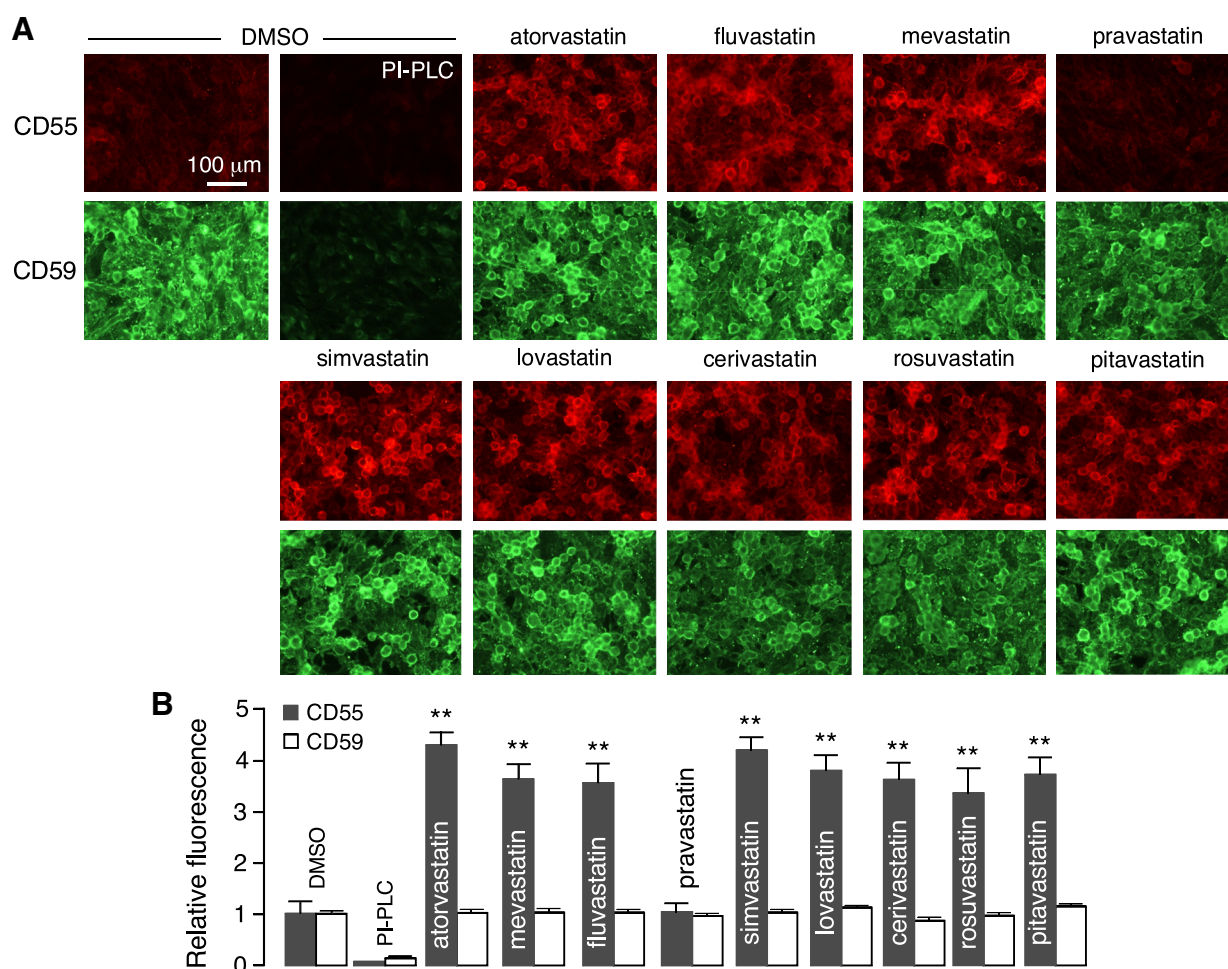 A
DMSO
atorvastatin
fluvastatin
mevastatin
pravastatin
PI-PLC
CD55
100 μm
CD59
simvastatin
lovastatin
cerivastatin
rosuvastatin
pitavastatin
B
Relative fluorescence
5
4
3
2
1
0
CD55
CD59
DMSO
PI-PLC
**
atorvastatin
**
mevastatin
**
fluvastatin
pravastatin
**
simvastatin
**
lovastatin
**
cerivastatin
**
rosuvastatin
**
pitavastatin